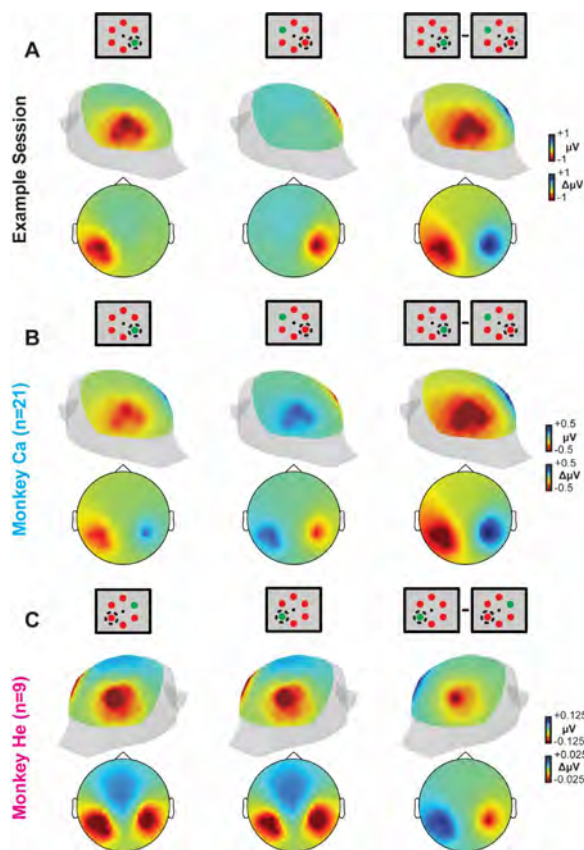 A
Example Session
+1
μV
-1
+1
ΔμV
-1
B
Monkey Ca (n=21)
+0.5
μV
-0.5
+0.5
ΔμV
-0.5
C
Monkey He (n=9)
+0.125
μV
-0.125
+0.025
ΔμV
-0.025